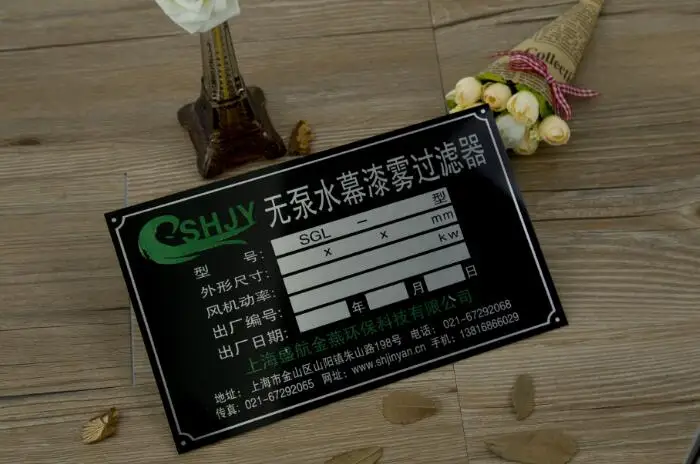 SHJY 无泵水幕漆雾过滤器
型 号: SGL — 型
外形尺寸: x x mm
风机动率: kw
出厂编号:
出厂日期: 年 月 日
上海盛航金燕环保科技有限公司
地址: 上海市金山区山阳镇朱山路198号 电话: 021-67292068
传真: 021-67292065 网址: www.shjinyan.cn 手机: 13816866029
Collec